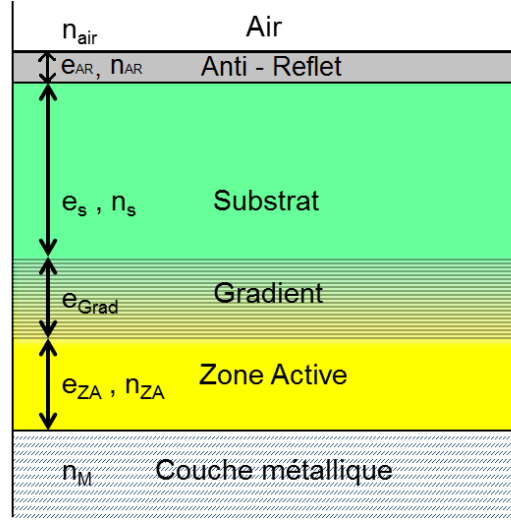 n_air Air
e_AR, n_AR Anti - Reflet
e_s , n_s Substrat
e_Grad Gradient
e_ZA , n_ZA Zone Active
n_M Couche métallique